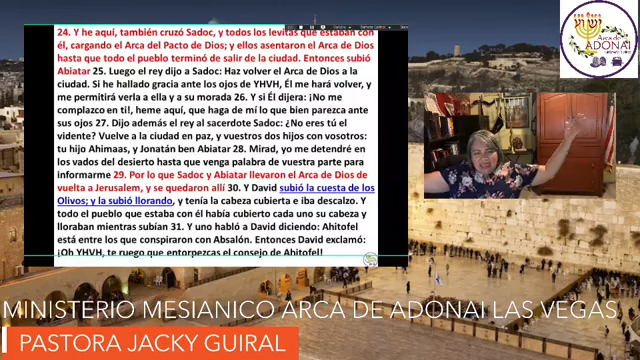 24. Y he aquí, también cruzó Sadoc, y todos los levitas que estaban con
él, cargando el Arca del Pacto de Dios; y ellos asentaron el Arca de Dios
hasta que todo el pueblo terminó de salir de la ciudad. Entonces subió
Abiatar 25. Luego el rey dijo a Sadoc: Haz volver el Arca de Dios a la
ciudad. Si he hallado gracia ante los ojos de YHVH, Él me hará volver, y
me permitirá verla a ella y a su morada 26. Y si Él dijera: ¡No me
complazco en ti!, heme aquí, que haga de mí lo que bien parezca ante
sus ojos 27. Dijo además el rey al sacerdote Sadoc: ¿No eres tú el
vidente? Vuelve a la ciudad en paz, y vuestros dos hijos con vosotros:
tu hijo Ahimaas, y Jonatán ben Abiatar 28. Mirad, yo me detendré en
los vados del desierto hasta que venga palabra de vuestra parte para
informarme 29. Por lo que Sadoc y Abiatar llevaron el Arca de Dios de
vuelta a Jerusalem, y se quedaron allí 30. Y David subió la cuesta de los
Olivos; y la subió llorando, y tenía la cabeza cubierta e iba descalzo. Y
todo el pueblo que estaba con él había cubierto cada uno su cabeza y
lloraban mientras subían 31. Y uno habló a David diciendo: Ahitofel
está entre los que conspiraron con Absalón. Entonces David exclamó:
¡Oh YHVH, te ruego que entorpezcas el consejo de Ahitofel!
Arca de
ADONAI
MINISTERIO MESIANICO ARCA DE ADONAI LAS VEGAS
PASTORA JACKY GUIRAL